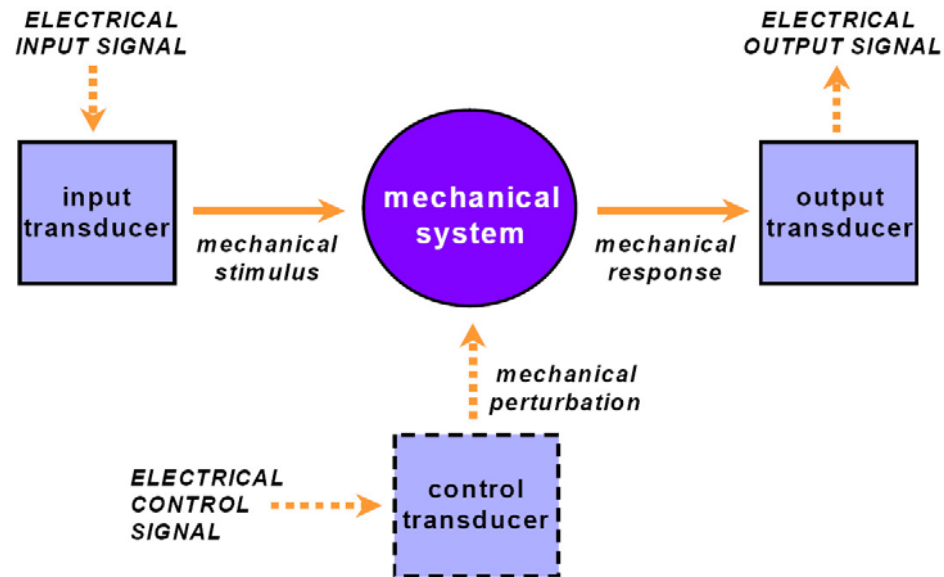 ELECTRICAL
INPUT SIGNAL
ELECTRICAL
OUTPUT SIGNAL
input
transducer
mechanical
stimulus
mechanical
system
mechanical
response
output
transducer
mechanical
perturbation
ELECTRICAL
CONTROL
SIGNAL
control
transducer